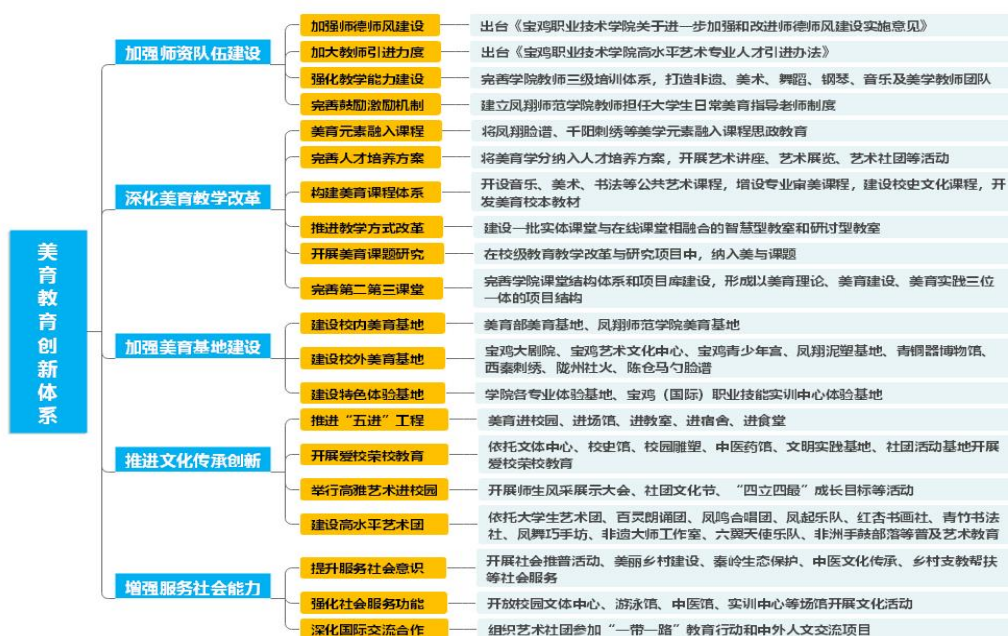 美育教育创新体系
加强师资队伍建设
加强师德师风建设
出台《宝鸡职业技术学院关于进一步加强和改进师德师风建设实施意见》
加大教师引进力度
出台《宝鸡职业技术学院高水平艺术专业人才引进办法》
强化教学能力建设
完善学院教师三级培训体系，打造非遗、美术、舞蹈、钢琴、音乐及美学教师团队
完善鼓励激励机制
建立凤翔师范学院教师担任大学生日常美育指导老师制度
深化美育教学改革
美育元素融入课程
将凤翔脸谱、千阳刺绣等美学元素融入课程思政教育
完善人才培养方案
将美育学分纳入人才培养方案，开展艺术讲座、艺术展览、艺术社团等活动
构建美育课程体系
开设音乐、美术、书法等公共艺术课程，增设专业审美课程，建设校史文化课程，开
发美育校本教材
推进教学方式改革
建设一批实体课堂与在线课堂相融合的智慧型教室和研讨型教室
开展美育课题研究
在校级教育教学改革与研究项目中，纳入美与课题
完善第二第三课堂
完善学院课堂结构体系和项目库建设，形成以美育理论、美育建设、美育实践三位
一体的项目结构
加强美育基地建设
建设校内美育基地
美育部美育基地、凤翔师范学院美育基地
建设校外美育基地
宝鸡大剧院、宝鸡艺术文化中心、宝鸡青少年宫、凤翔泥塑基地、青铜器博物馆、
西秦刺绣、陇州社火、陈仓马勺脸谱
建设特色体验基地
学院各专业体验基地、宝鸡（国际）职业技能实训中心体验基地
推进文化传承创新
推进“五进”工程
美育进校园、进场馆、进教室、进宿舍、进食堂
开展爱校荣校教育
依托文体中心、校史馆、校园雕塑、中医药馆、文明实践基地、社团活动基地开展
爱校荣校教育
举行高雅艺术进校园
开展师生风采展示大会、社团文化节、“四立四最”成长目标等活动
建设高水平艺术团
依托大学生艺术团、百灵朗诵团、凤鸣合唱团、凤起乐队、红杏书画社、青竹书法
社、凤舞巧手坊、非遗大师工作室、六翼天使乐队、非洲手鼓部落等普及艺术教育
增强服务社会能力
提升服务社会意识
开展社会推普活动、美丽乡村建设、秦岭生态保护、中医文化传承、乡村支教帮扶
等社会服务
强化社会服务功能
开放校园文体中心、游泳馆、中医馆、实训中心等场馆开展文化活动
深化国际交流合作
组织艺术社团参加“一带一路”教育行动和中外人文交流项目